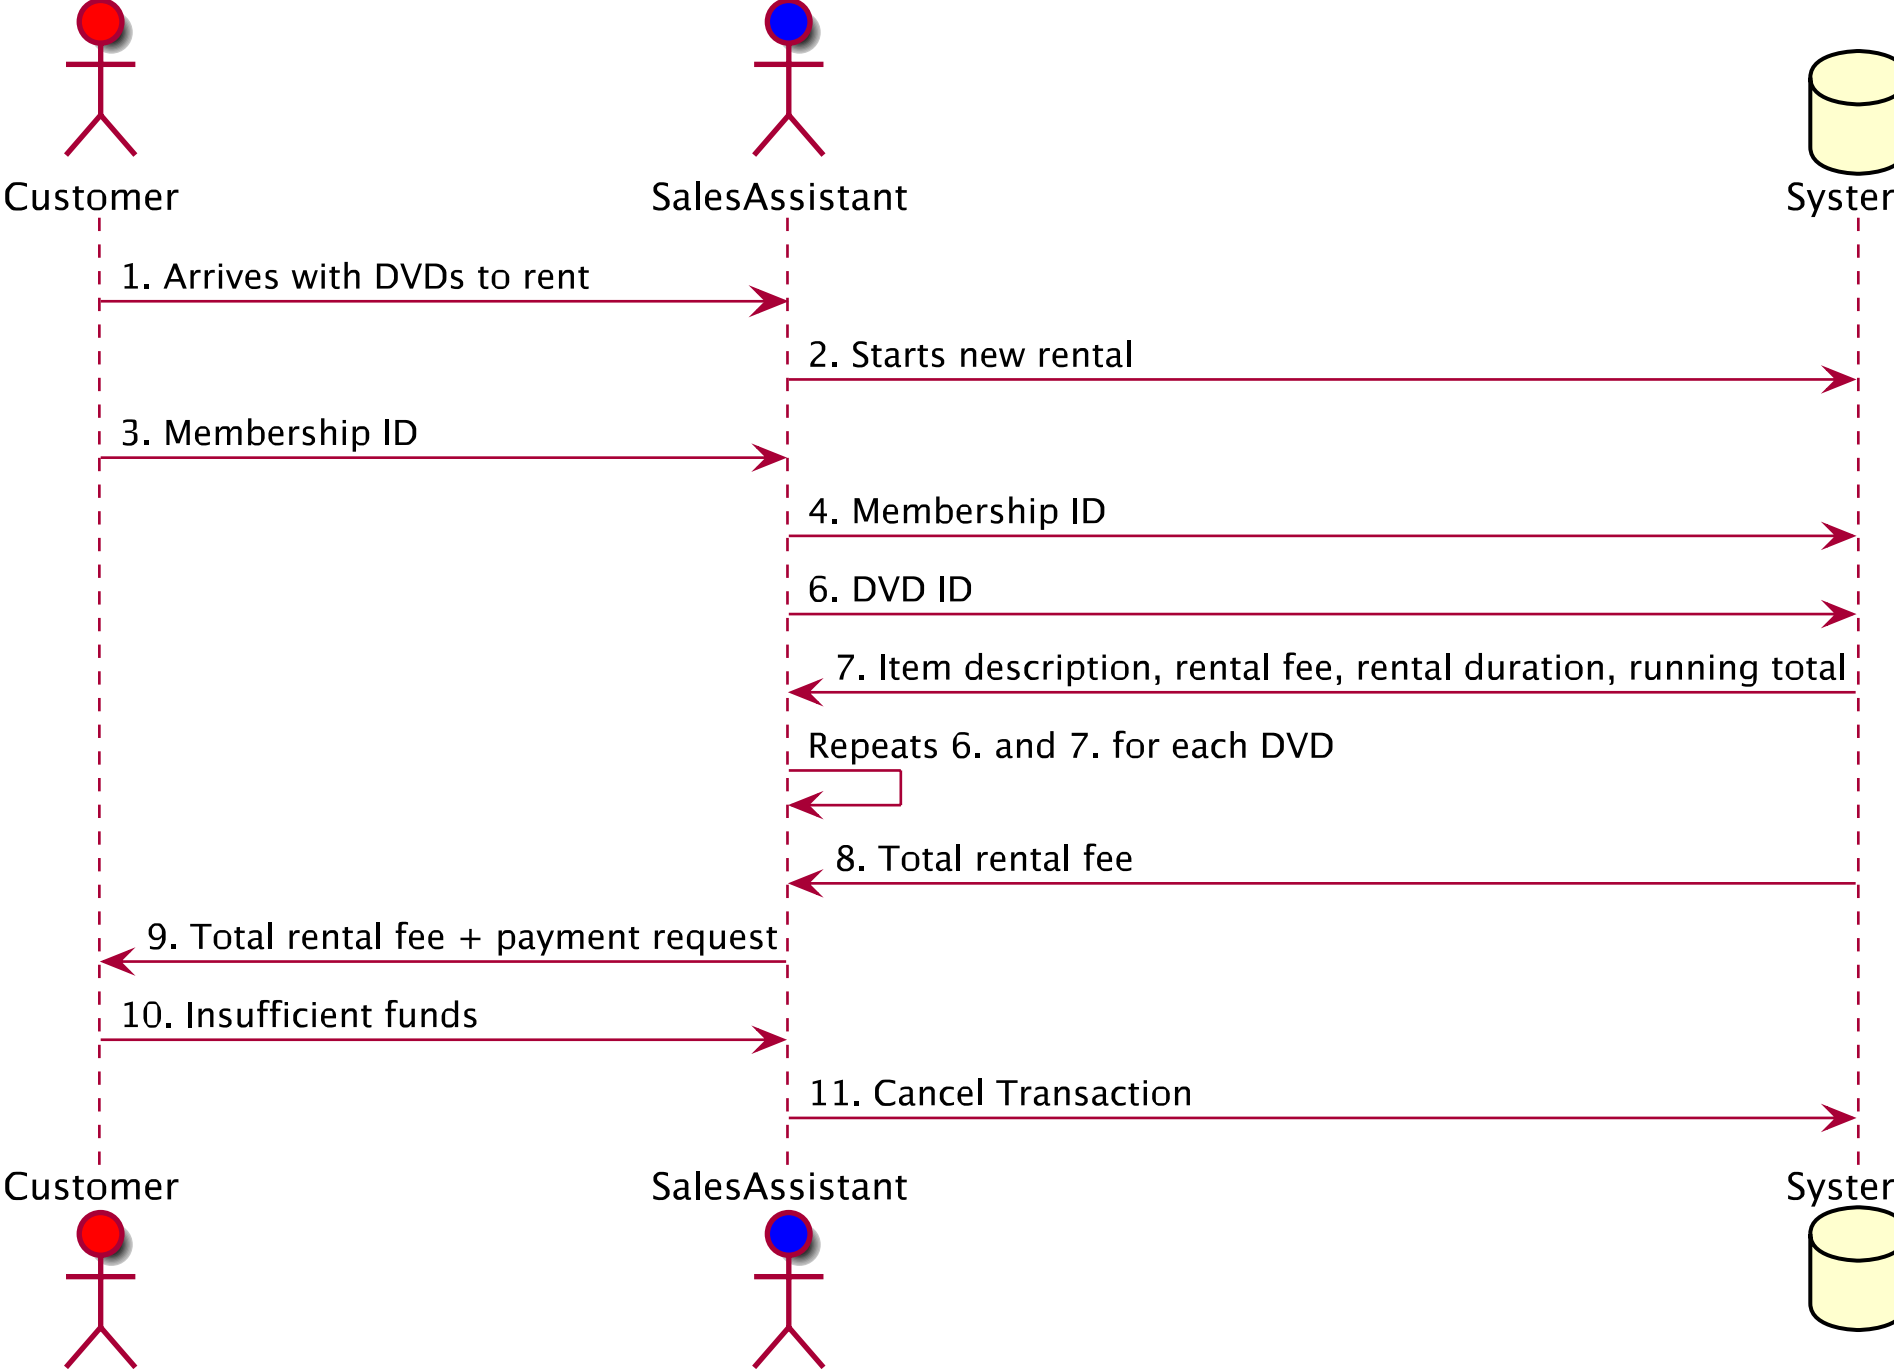 Customer
SalesAssistant
1. Arrives with DVDs to rent
2. Starts new rental
3. Membership ID
4. Membership ID
6. DVD ID
7. Item description, rental fee, rental duration, running total
Repeats 6. and 7. for each DVD
8. Total rental fee
9. Total rental fee + payment request
10. Insufficient funds
11. Cancel Transaction
Customer
SalesAssistant